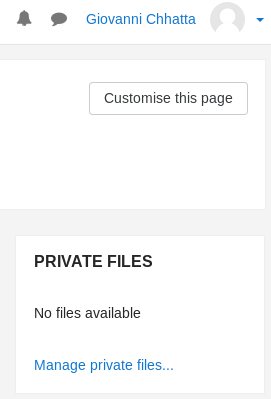 Giovanni Chhatta
Customise this page
PRIVATE FILES
No files available
Manage private files...